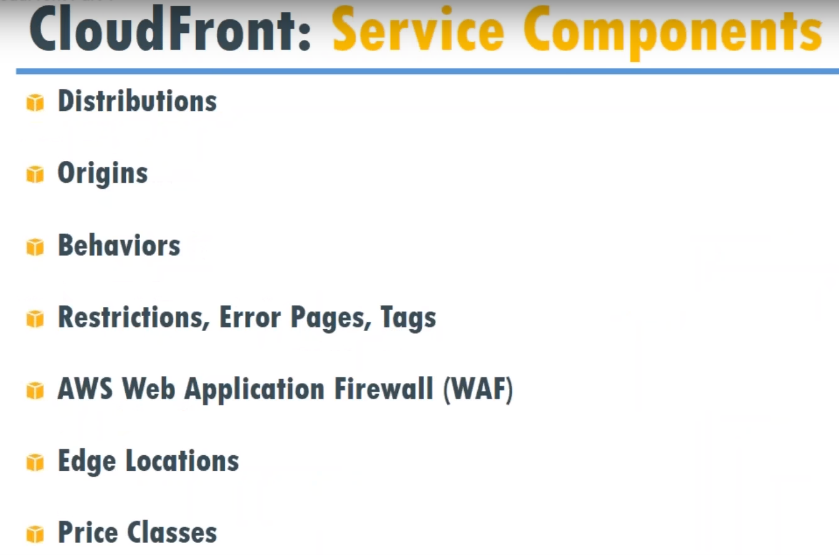 CloudFront: Service Components
Distributions
Origins
Behaviors
Restrictions, Error Pages, Tags
AWS Web Application Firewall (WAF)
Edge Locations
Price Classes